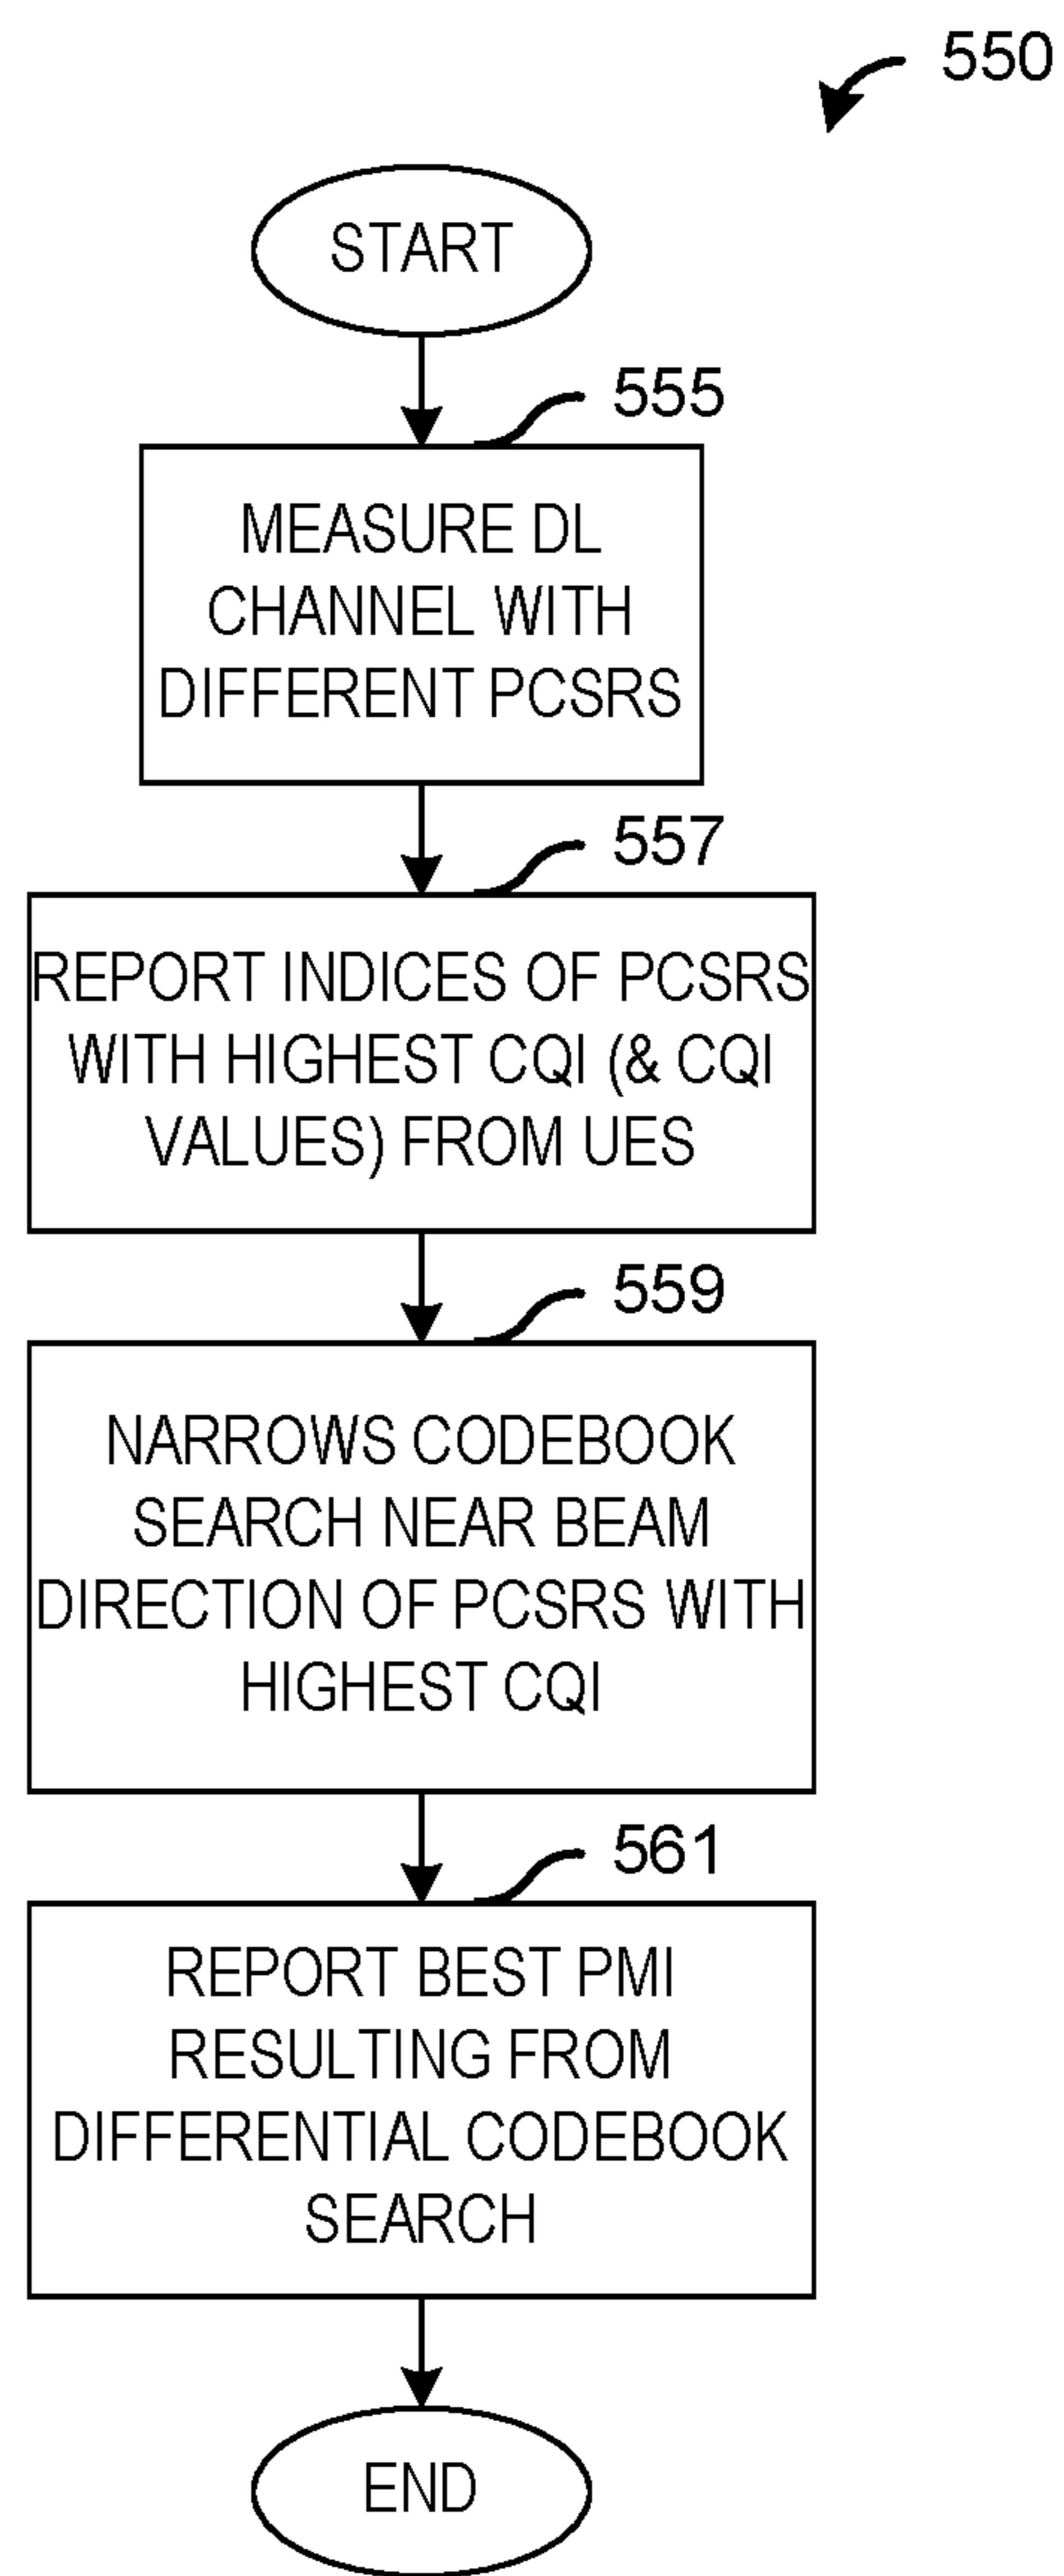 550
START
555
MEASURE DL
CHANNEL WITH
DIFFERENT PCSRS
557
REPORT INDICES OF PCSRS
WITH HIGHEST CQI (& CQI
VALUES) FROM UES
559
NARROWS CODEBOOK
SEARCH NEAR BEAM
DIRECTION OF PCSRS WITH
HIGHEST CQI
561
REPORT BEST PMI
RESULTING FROM
DIFFERENTIAL CODEBOOK
SEARCH
END